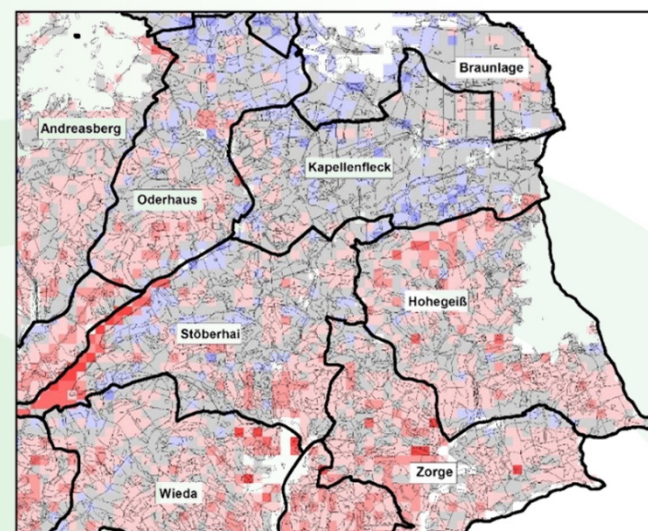 Braunlage
Andreasberg
Kapellenfleck
Oderhaus
Hohegeiß
Stöberhai
Zorge
Wieda